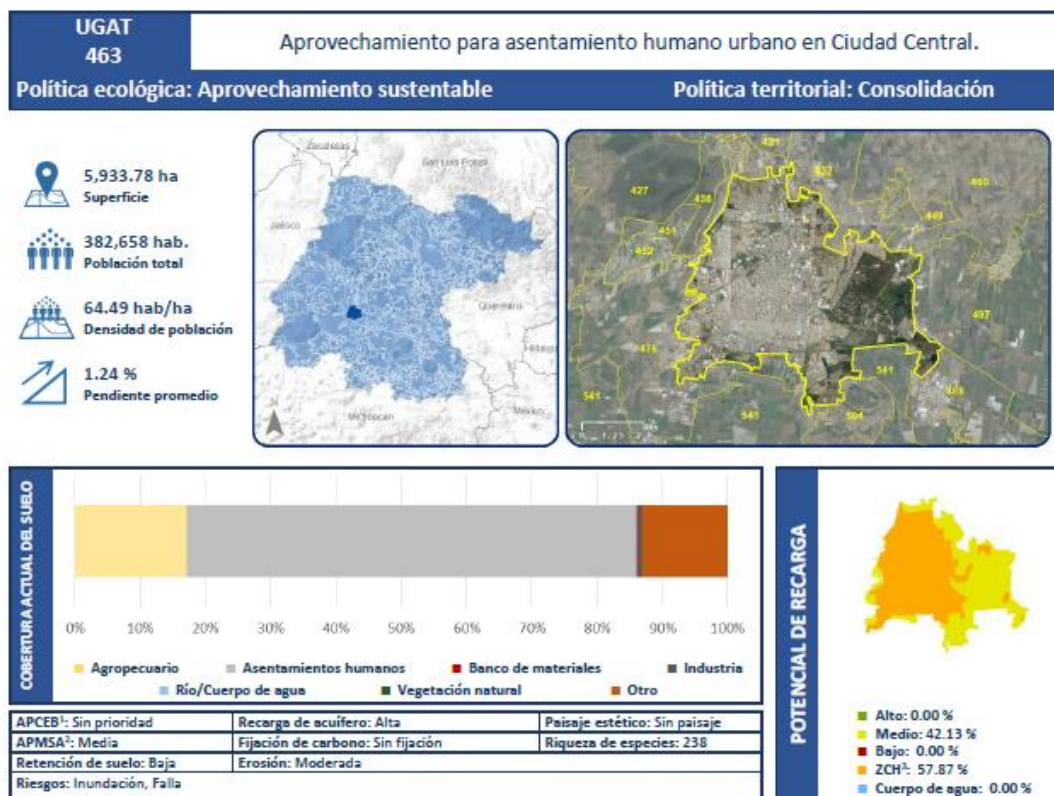 UGAT
463
Aprovechamiento para asentamiento humano urbano en Ciudad Central.
Política ecológica: Aprovechamiento sustentable
Política territorial: Consolidación
5,933.78 ha
Superficie
382,658 hab.
Población total
64.49 hab/ha
Densidad de población
1.24 %
Pendiente promedio
Zacatecas
San Luis Potosí
Jalisco
Querétaro
Hidalgo
Michoacán
México
421
432
427
438
460
449
451
452
497
476
541
541
541
504
COBERTURA ACTUAL DEL SUELO
0% 10% 20% 30% 40% 50% 60% 70% 80% 90% 100%
Agropecuario Asentamientos humanos Banco de materiales Industria
Río/Cuerpo de agua Vegetación natural Otro
APCEB¹: Sin prioridad Recarga de acuífero: Alta Paisaje estético: Sin paisaje
APMSA²: Media Fijación de carbono: Sin fijación Riqueza de especies: 238
Retención de suelo: Baja Erosión: Moderada
Riesgos: Inundación, Falla
POTENCIAL DE RECARGA
Alto: 0.00 %
Medio: 42.13 %
Bajo: 0.00 %
ZCH³: 57.87 %
Cuerpo de agua: 0.00 %